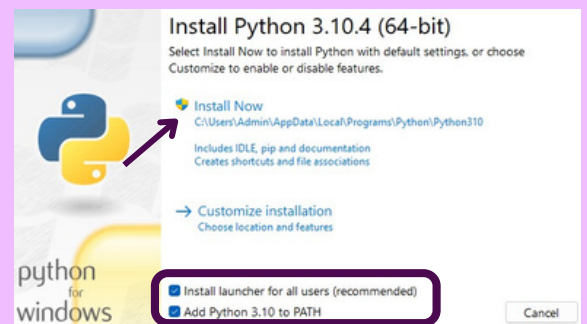 Install Python 3.10.4 (64-bit)
Select Install Now to install Python with default settings, or choose
Customize to enable or disable features.
Install Now
C:\Users\Admin\AppData\Local\Programs\Python\Python310
Includes IDLE, pip and documentation
Creates shortcuts and file associations
Customize installation
Choose location and features
python
for
windows
Install launcher for all users (recommended)
Add Python 3.10 to PATH
Cancel